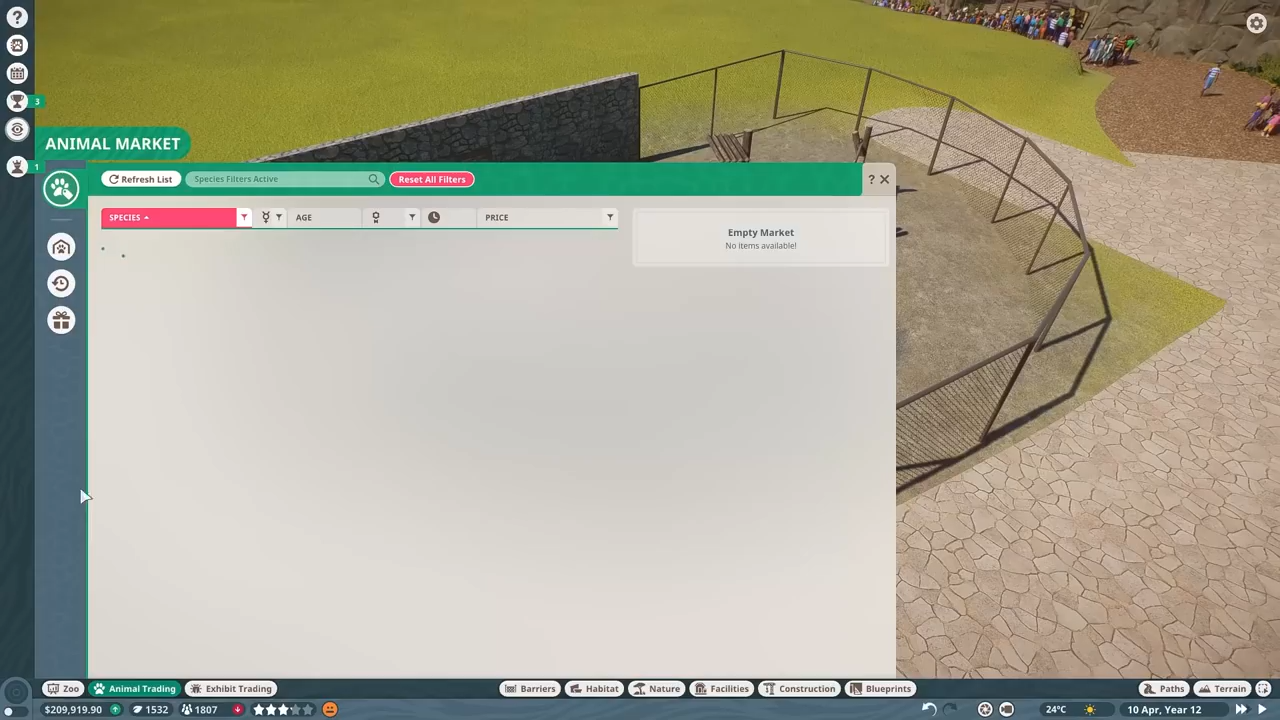 ?
3
ANIMAL MARKET
1
Refresh List
Species Filters Active
Reset All Filters
?
SPECIES
AGE
PRICE
Empty Market
No items available!
Zoo
Animal Trading
Exhibit Trading
Barriers
Habitat
Nature
Facilities
Construction
Blueprints
Paths
Terrain
$209,919.90
1532
1807
24°C
10 Apr, Year 12